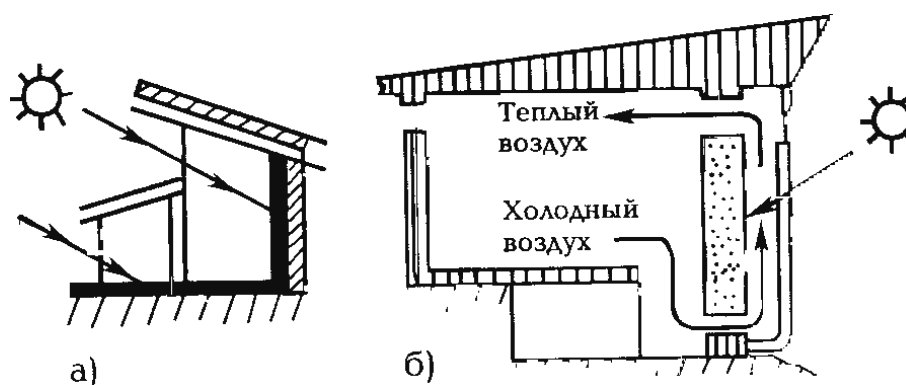 Теплый
воздух
Холодный
воздух
а)
б)